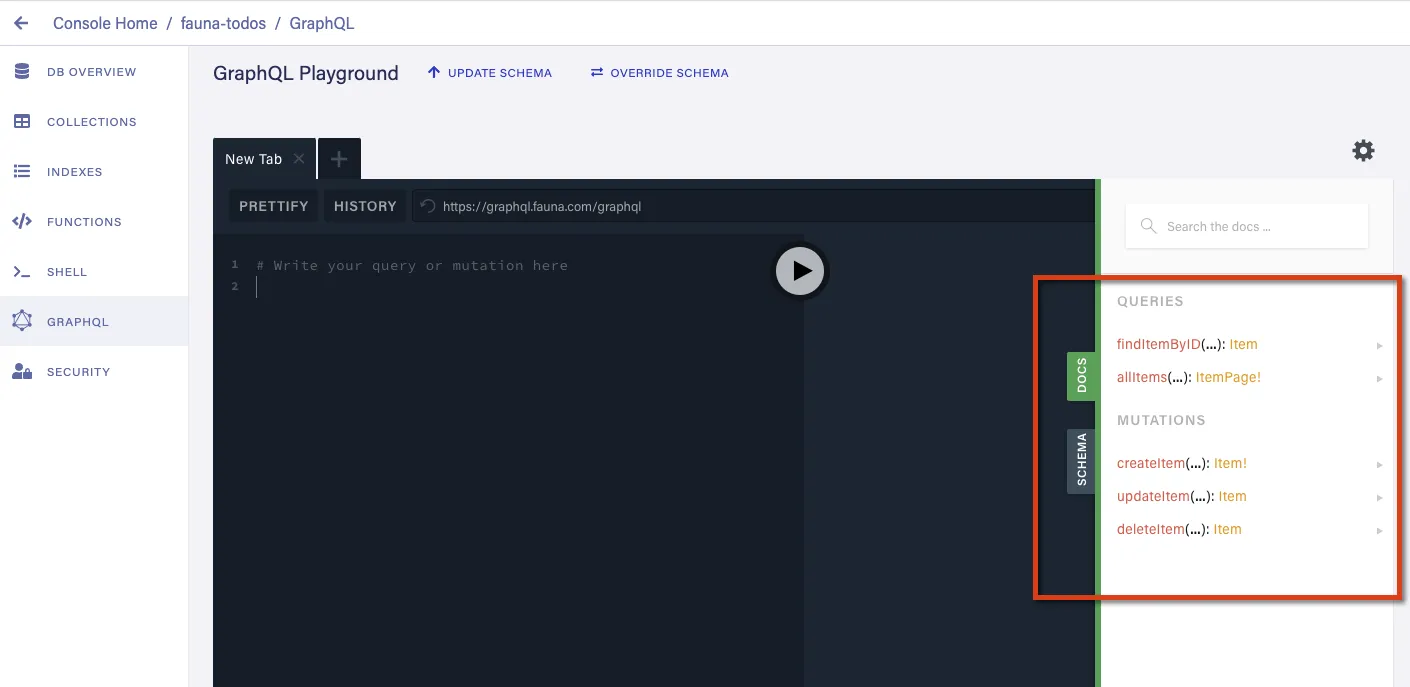 Console Home / fauna-todos / GraphQL
DB OVERVIEW
COLLECTIONS
INDEXES
FUNCTIONS
SHELL
GRAPHQL
SECURITY
GraphQL Playground
UPDATE SCHEMA
OVERRIDE SCHEMA
New Tab
PRETTIFY
HISTORY
https://graphql.fauna.com/graphql
1 # Write your query or mutation here
2
DOCS
SCHEMA
Search the docs ...
QUERIES
findItemByID(...): Item
allItems(...): ItemPage!
MUTATIONS
createItem(...): Item!
updateItem(...): Item
deleteItem(...): Item